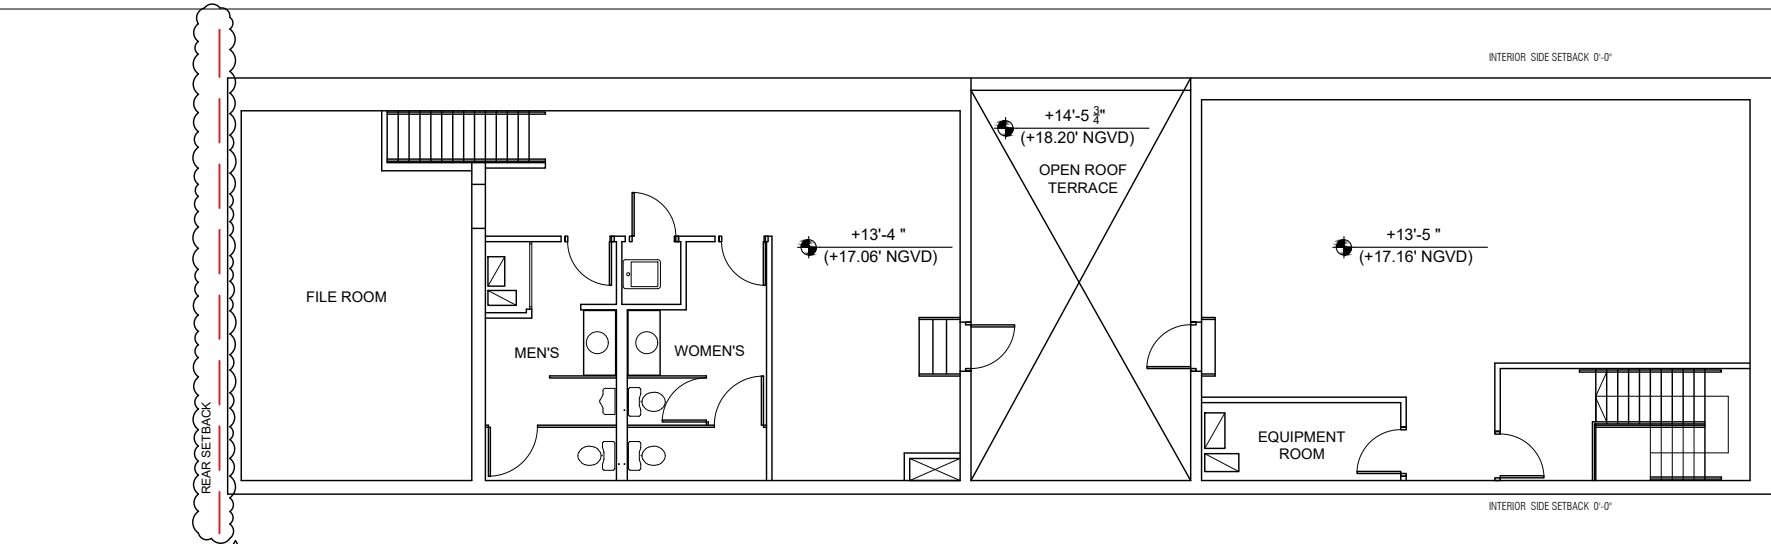 INTERIOR SIDE SETBACK 0'-0"
+14'-5 3/4"
(+18.20' NGVD)
OPEN ROOF
TERRACE
+13'-4 "
(+17.06' NGVD)
+13'-5 "
(+17.16' NGVD)
FILE ROOM
MEN'S
WOMEN'S
EQUIPMENT
ROOM
REAR SETBACK
INTERIOR SIDE SETBACK 0'-0"